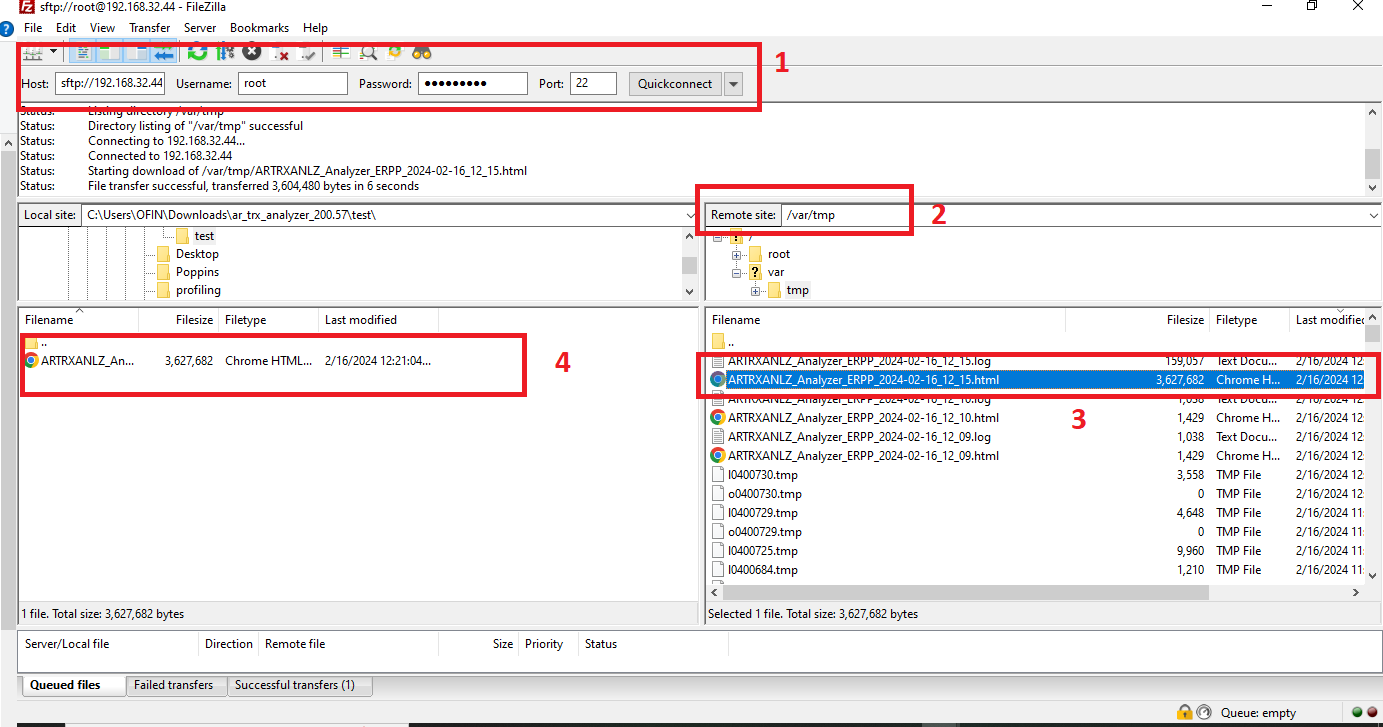 sftp://root@192.168.32.44 - FileZilla
File Edit View Transfer Server Bookmarks Help
1
Host: sftp://192.168.32.44 Username: root Password: ●●●●●●●●● Port: 22 Quickconnect
Status: Listing directory /var/tmp
Status: Directory listing of "/var/tmp" successful
Status: Connecting to 192.168.32.44...
Status: Connected to 192.168.32.44
Status: Starting download of /var/tmp/ARTRXANLZ_Analyzer_ERPP_2024-02-16_12_15.html
Status: File transfer successful, transferred 3,604,480 bytes in 6 seconds
Local site: C:\Users\OFIN\Downloads\ar_trx_analyzer_200.57\test\
test
Desktop
Poppins
profiling
Remote site: /var/tmp
2
/
root
? var
tmp
Filename Filesize Filetype Last modified
..
ARTRXANLZ_An... 3,627,682 Chrome HTML... 2/16/2024 12:21:04...
4
1 file. Total size: 3,627,682 bytes
Filename Filesize Filetype Last modified
..
ARTRXANLZ_Analyzer_ERPP_2024-02-16_12_15.log 159,057 Text Docu... 2/16/2024 12:
ARTRXANLZ_Analyzer_ERPP_2024-02-16_12_15.html 3,627,682 Chrome H... 2/16/2024 12:
ARTRXANLZ_Analyzer_ERPP_2024-02-16_12_10.log 1,038 Text Docu... 2/16/2024 12:
3
ARTRXANLZ_Analyzer_ERPP_2024-02-16_12_10.html 1,429 Chrome H... 2/16/2024 12:
ARTRXANLZ_Analyzer_ERPP_2024-02-16_12_09.log 1,038 Text Docu... 2/16/2024 12:
ARTRXANLZ_Analyzer_ERPP_2024-02-16_12_09.html 1,429 Chrome H... 2/16/2024 12:
l0400730.tmp 3,558 TMP File 2/16/2024 12:
o0400730.tmp 0 TMP File 2/16/2024 12:
l0400729.tmp 4,648 TMP File 2/16/2024 11:
o0400729.tmp 0 TMP File 2/16/2024 11:
l0400725.tmp 9,960 TMP File 2/16/2024 11:
l0400684.tmp 1,210 TMP File 2/16/2024 11:
Selected 1 file. Total size: 3,627,682 bytes
Server/Local file Direction Remote file Size Priority Status
Queued files Failed transfers Successful transfers (1)
Queue: empty